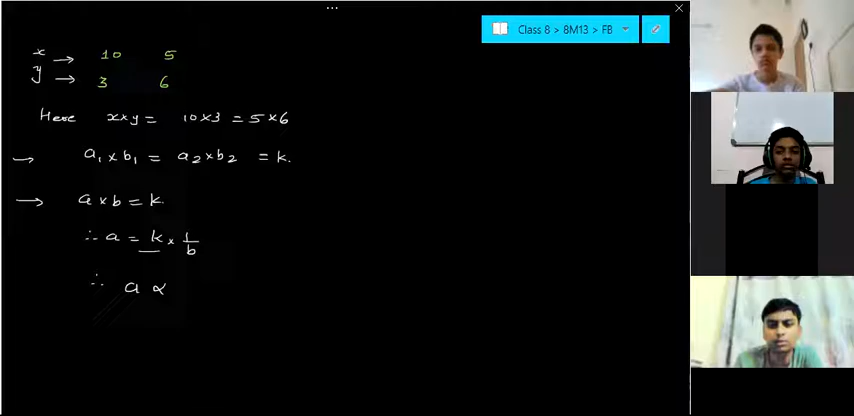 Class 8 > 8M13 > FB
x → 10 5
y → 3 6
Here x×y = 10×3 = 5×6
→ a₁×b₁ = a₂×b₂ = k.
→ a×b = k.
∴ a = k × 1/b
∴ a ∝